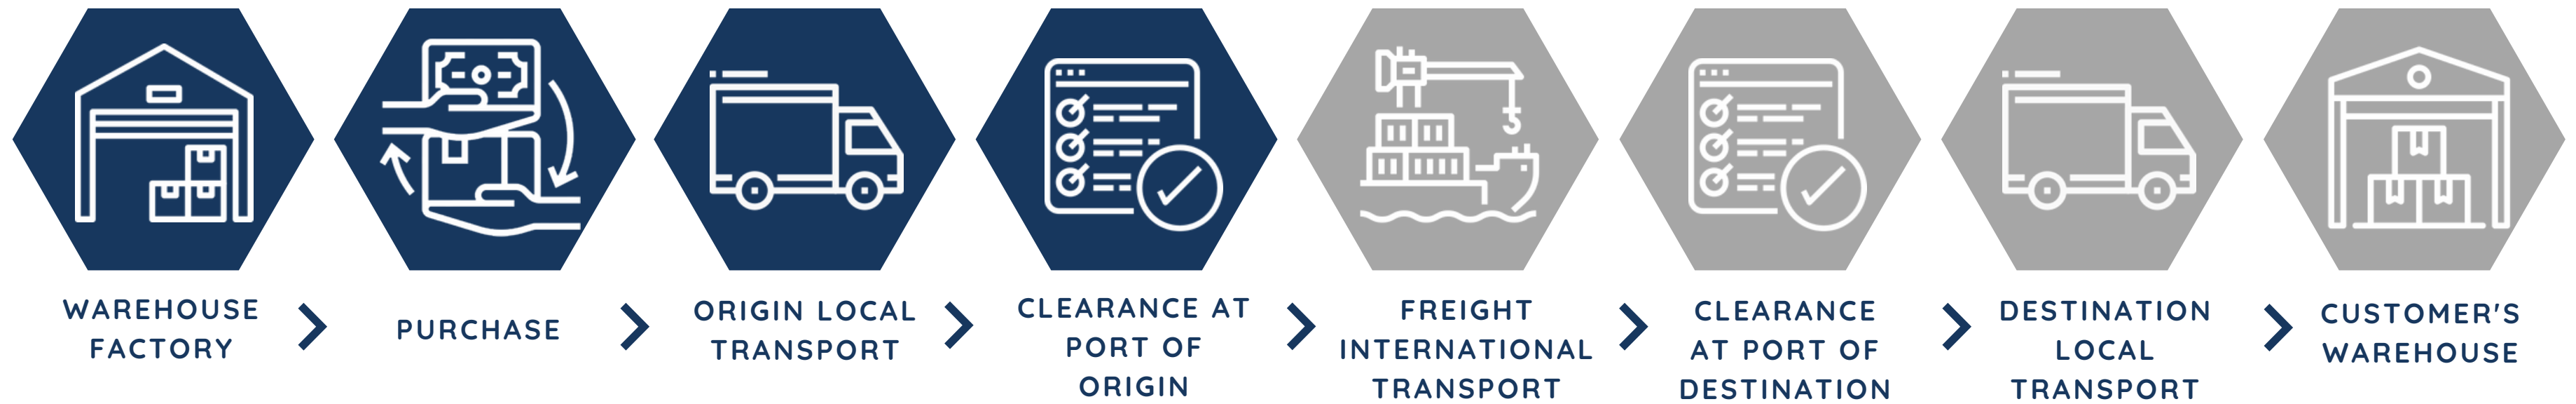 WAREHOUSE
FACTORY
PURCHASE
ORIGIN LOCAL
TRANSPORT
CLEARANCE AT
PORT OF
ORIGIN
FREIGHT
INTERNATIONAL
TRANSPORT
CLEARANCE
AT PORT OF
DESTINATION
DESTINATION
LOCAL
TRANSPORT
CUSTOMER'S
WAREHOUSE